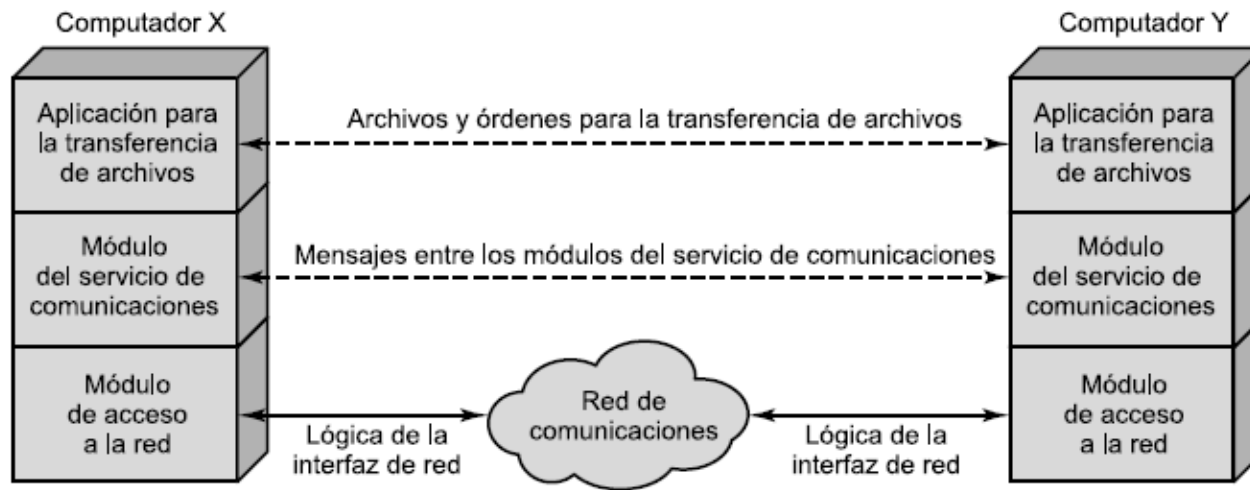 Computador X
Computador Y
Aplicación para
la transferencia
de archivos
Archivos y órdenes para la transferencia de archivos
Aplicación para
la transferencia
de archivos
Módulo
del servicio de
comunicaciones
Mensajes entre los módulos del servicio de comunicaciones
Módulo
del servicio de
comunicaciones
Módulo
de acceso
a la red
Lógica de la
interfaz de red
Red de
comunicaciones
Lógica de la
interfaz de red
Módulo
de acceso
a la red